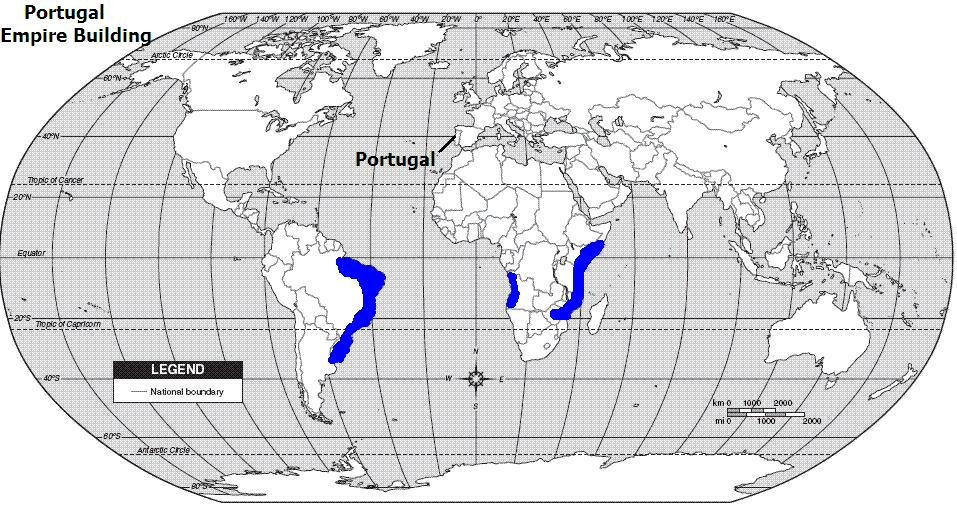 Portugal
Empire Building
160°W 140°W 120°W 100°W 80°W 60°W 40°W 20°W 0° 20°E 40°E 60°E 80°E 100°E 120°E 140°E 160°E
80°N
Arctic Circle
60°N
40°N
Portugal
Tropic of Cancer
20°N
Equator
0°
20°S
Tropic of Capricorn
N
W E
S
LEGEND
National boundary
40°S
km 0 1000 2000
mi 0 1000 2000
60°S
Antarctic Circle
80°S